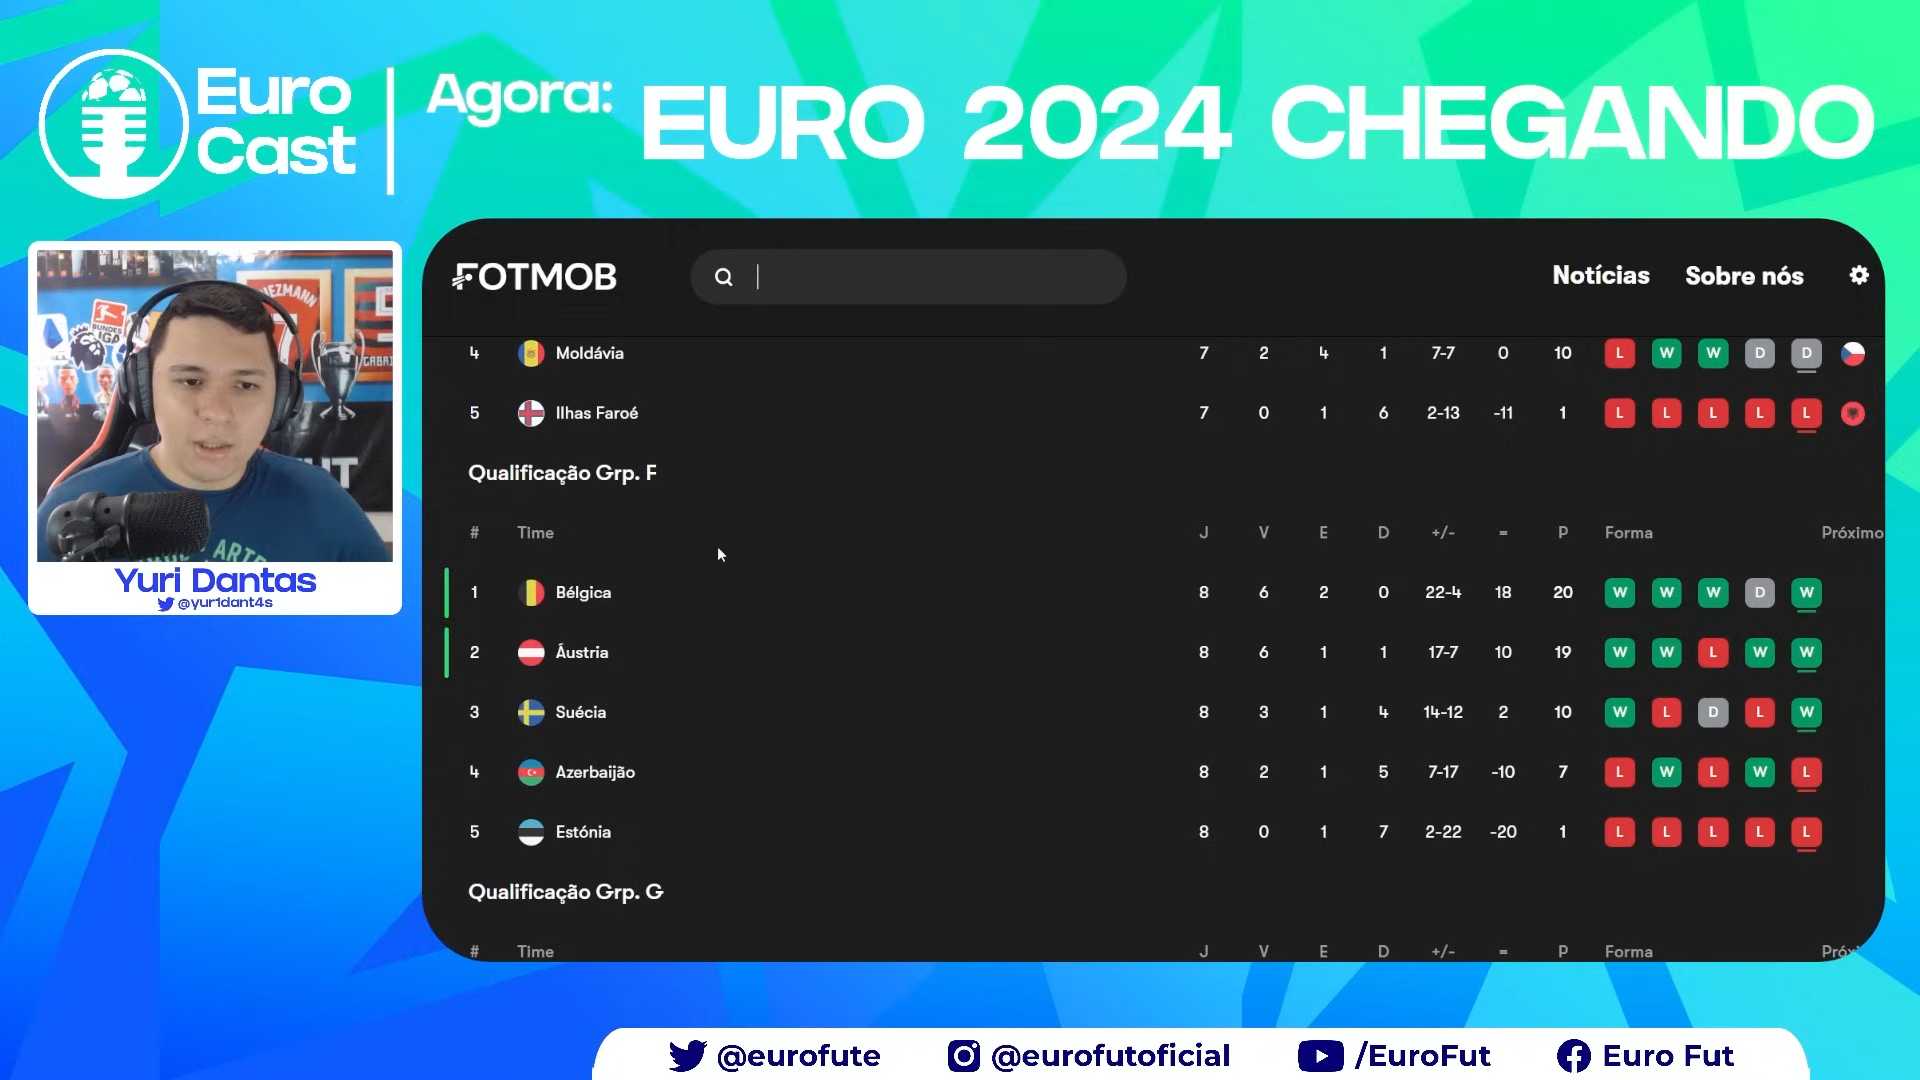 Euro
Cast
Agora: EURO 2024 CHEGANDO
FOTMOB
Notícias Sobre nós
4 Moldávia 7 2 4 1 7-7 0 10 L W W D D
5 Ilhas Faroé 7 0 1 6 2-13 -11 1 L L L L L
Qualificação Grp. F
# Time J V E D +/- = P Forma Próximo
1 Bélgica 8 6 2 0 22-4 18 20 W W W D W
2 Áustria 8 6 1 1 17-7 10 19 W W L W W
3 Suécia 8 3 1 4 14-12 2 10 W L D L W
4 Azerbaijão 8 2 1 5 7-17 -10 7 L W L W L
5 Estónia 8 0 1 7 2-22 -20 1 L L L L L
Qualificação Grp. G
# Time J V E D +/- = P Forma
BUNDES
Yuri Dantas
@yur1dant4s
@eurofute @eurofutoficial /EuroFut Euro Fut